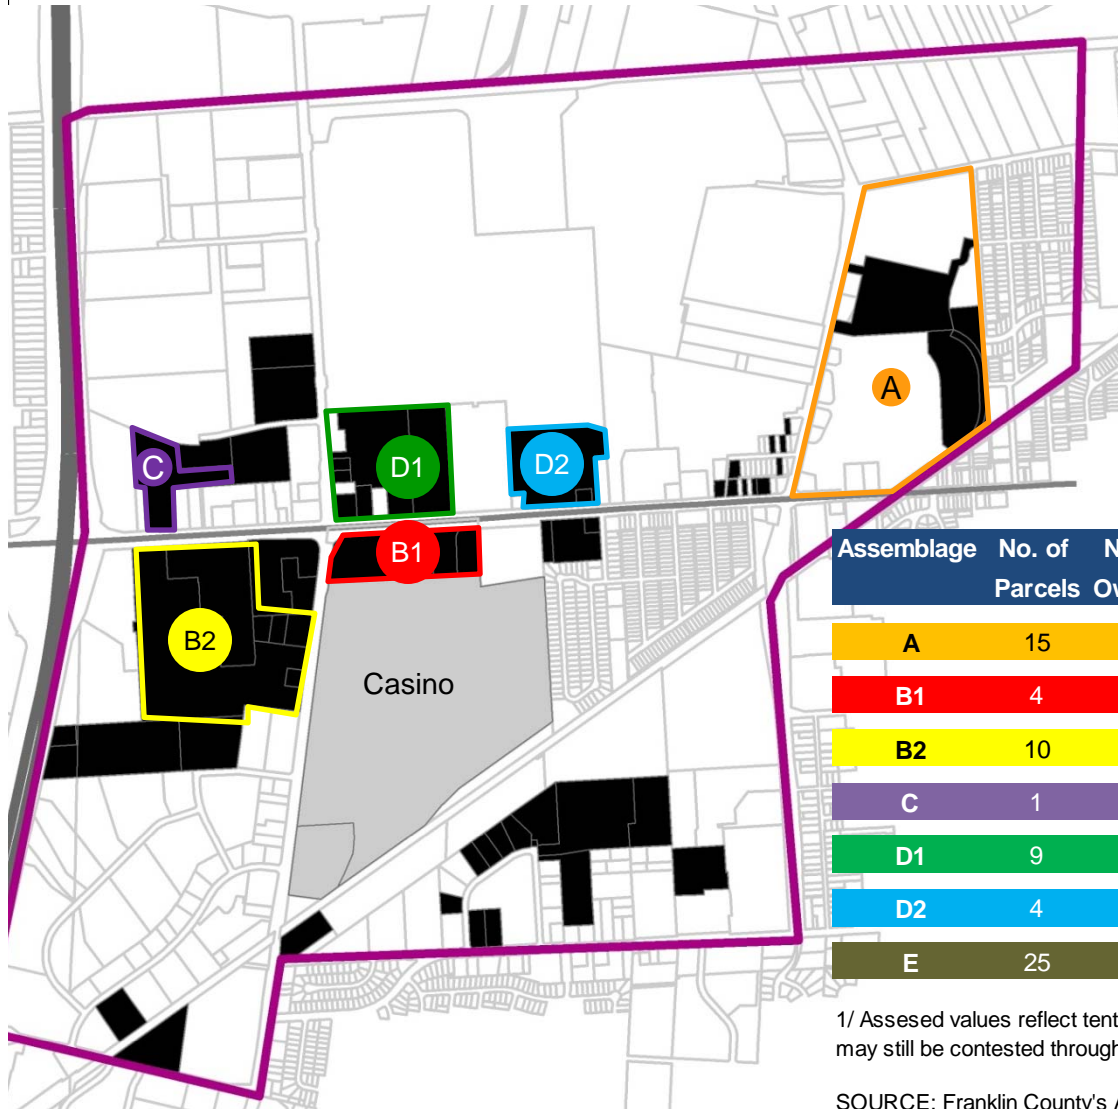 A
C
D1
D2
B1
B2
Casino
Assemblage No. of
Parcels
A 15
B1 4
B2 10
C 1
D1 9
D2 4
E 25
1/ Assesed values reflect tent
may still be contested through
SOURCE: Franklin County's A